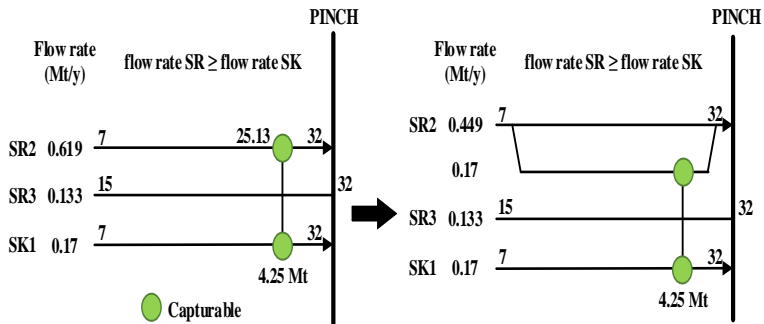 PINCH
Flow rate
(Mt/y)
flow rate SR ≥ flow rate SK
SR2 0.619 7 25.13 32
SR3 0.133 15 32
SK1 0.17 7 32
4.25 Mt
Capturable
PINCH
Flow rate
(Mt/y)
flow rate SR ≥ flow rate SK
SR2 0.449 7 32
0.17
SR3 0.133 15 32
SK1 0.17 7 32
4.25 Mt